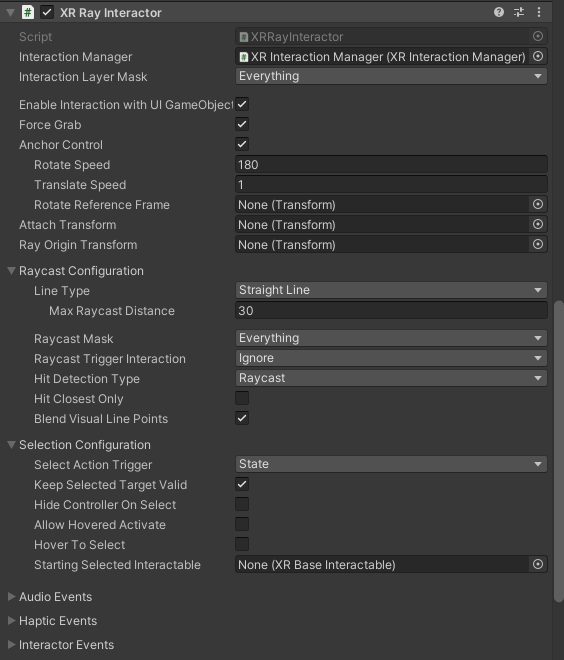 XR Ray Interactor
Script XRRayInteractor
Interaction Manager XR Interaction Manager (XR Interaction Manager)
Interaction Layer Mask Everything
Enable Interaction with UI GameObject
Force Grab
Anchor Control
Rotate Speed 180
Translate Speed 1
Rotate Reference Frame None (Transform)
Attach Transform None (Transform)
Ray Origin Transform None (Transform)
Raycast Configuration
Line Type Straight Line
Max Raycast Distance 30
Raycast Mask Everything
Raycast Trigger Interaction Ignore
Hit Detection Type Raycast
Hit Closest Only
Blend Visual Line Points
Selection Configuration
Select Action Trigger State
Keep Selected Target Valid
Hide Controller On Select
Allow Hovered Activate
Hover To Select
Starting Selected Interactable None (XR Base Interactable)
Audio Events
Haptic Events
Interactor Events